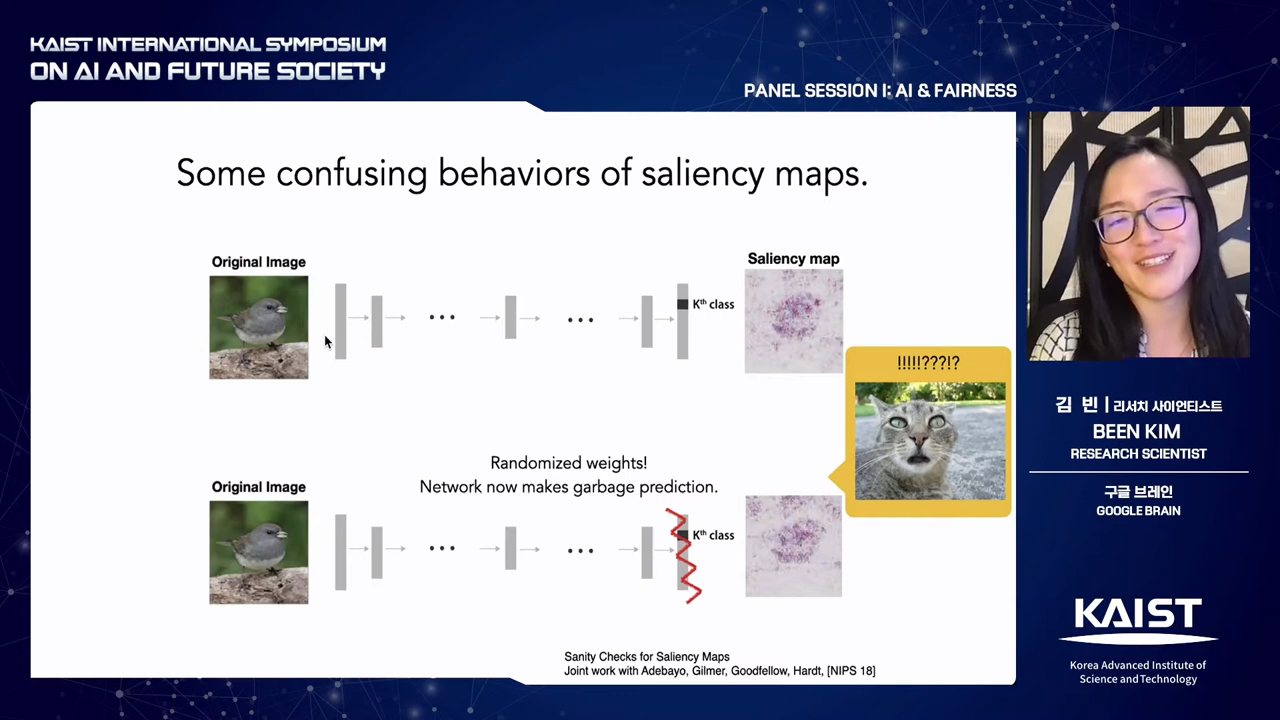 KAIST INTERNATIONAL SYMPOSIUM
ON AI AND FUTURE SOCIETY
PANEL SESSION I: AI & FAIRNESS
Some confusing behaviors of saliency maps.
Original Image
Saliency map
Kth class
!!!!!???!?
Randomized weights!
Network now makes garbage prediction.
Original Image
Kth class
Sanity Checks for Saliency Maps
Joint work with Adebayo, Gilmer, Goodfellow, Hardt, [NIPS 18]
김 빈 | 리서치 사이언티스트
BEEN KIM
RESEARCH SCIENTIST
구글 브레인
GOOGLE BRAIN
KAIST
Korea Advanced Institute of
Science and Technology